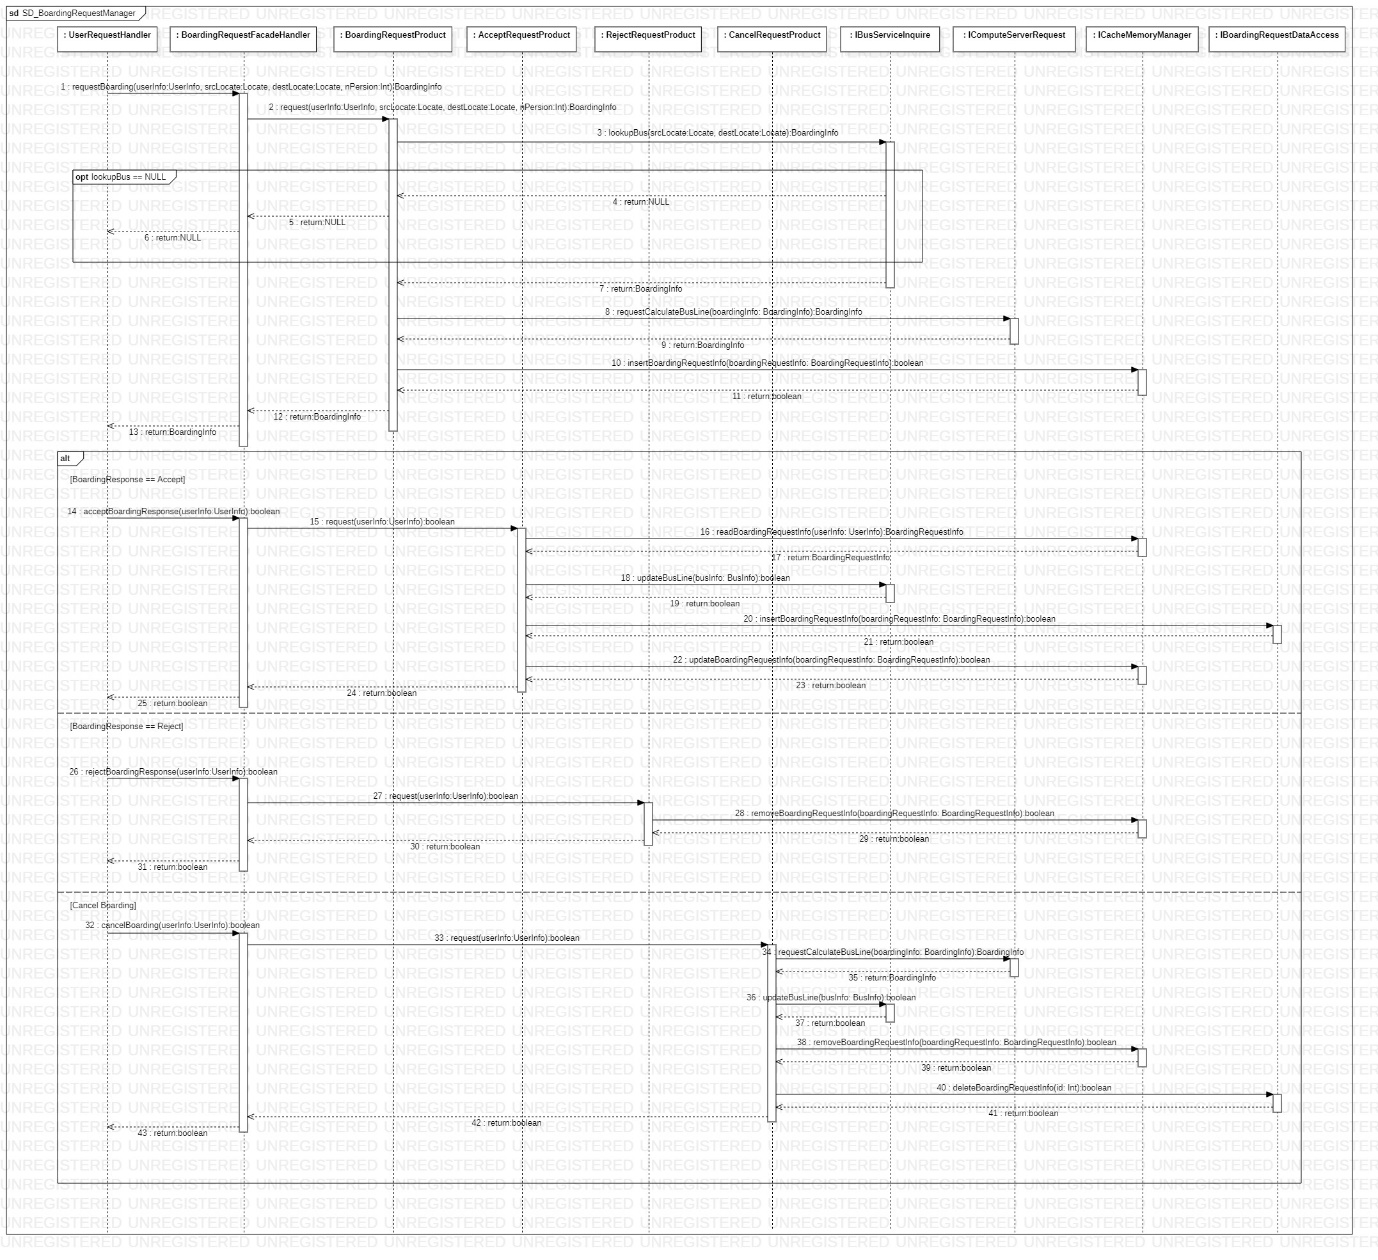 sd SD_BoardingRequestManager
: UserRequestHandler
: BoardingRequestFacadeHandler
: BoardingRequestProduct
: AcceptRequestProduct
: RejectRequestProduct
: CancelRequestProduct
: IBusServiceInquire
: IComputeServerRequest
: ICacheMemoryManager
: IBoardingRequestDataAccess
1 : requestBoarding(userInfo:UserInfo, srcLocate:Locate, destLocate:Locate, nPersion:Int):BoardingInfo
2 : request(userInfo:UserInfo, srcLocate:Locate, destLocate:Locate, nPersion:Int):BoardingInfo
3 : lookupBus(srcLocate:Locate, destLocate:Locate):BoardingInfo
opt lookupBus == NULL
4 : return:NULL
5 : return:NULL
6 : return:NULL
7 : return:BoardingInfo
8 : requestCalculateBusLine(boardingInfo: BoardingInfo):BoardingInfo
9 : return:BoardingInfo
10 : insertBoardingRequestInfo(boardingRequestInfo: BoardingRequestInfo):boolean
11 : return:boolean
12 : return:BoardingInfo
13 : return:BoardingInfo
alt
[BoardingResponse == Accept]
14 : acceptBoardingResponse(userInfo:UserInfo):boolean
15 : request(userInfo:UserInfo):boolean
16 : readBoardingRequestInfo(userInfo: UserInfo):BoardingRequestInfo
17 : return:BoardingRequestInfo
18 : updateBusLine(busInfo: BusInfo):boolean
19 : return:boolean
20 : insertBoardingRequestInfo(boardingRequestInfo: BoardingRequestInfo):boolean
21 : return:boolean
22 : updateBoardingRequestInfo(boardingRequestInfo: BoardingRequestInfo):boolean
23 : return:boolean
24 : return:boolean
25 : return:boolean
[BoardingResponse == Reject]
26 : rejectBoardingResponse(userInfo:UserInfo):boolean
27 : request(userInfo:UserInfo):boolean
28 : removeBoardingRequestInfo(boardingRequestInfo: BoardingRequestInfo):boolean
29 : return:boolean
30 : return:boolean
31 : return:boolean
[Cancel Boarding]
32 : cancelBoarding(userInfo:UserInfo):boolean
33 : request(userInfo:UserInfo):boolean
34 : requestCalculateBusLine(boardingInfo: BoardingInfo):BoardingInfo
35 : return:BoardingInfo
36 : updateBusLine(busInfo: BusInfo):boolean
37 : return:boolean
38 : removeBoardingRequestInfo(boardingRequestInfo: BoardingRequestInfo):boolean
39 : return:boolean
40 : deleteBoardingRequestInfo(id: Int):boolean
41 : return:boolean
42 : return:boolean
43 : return:boolean
UNREGISTERED